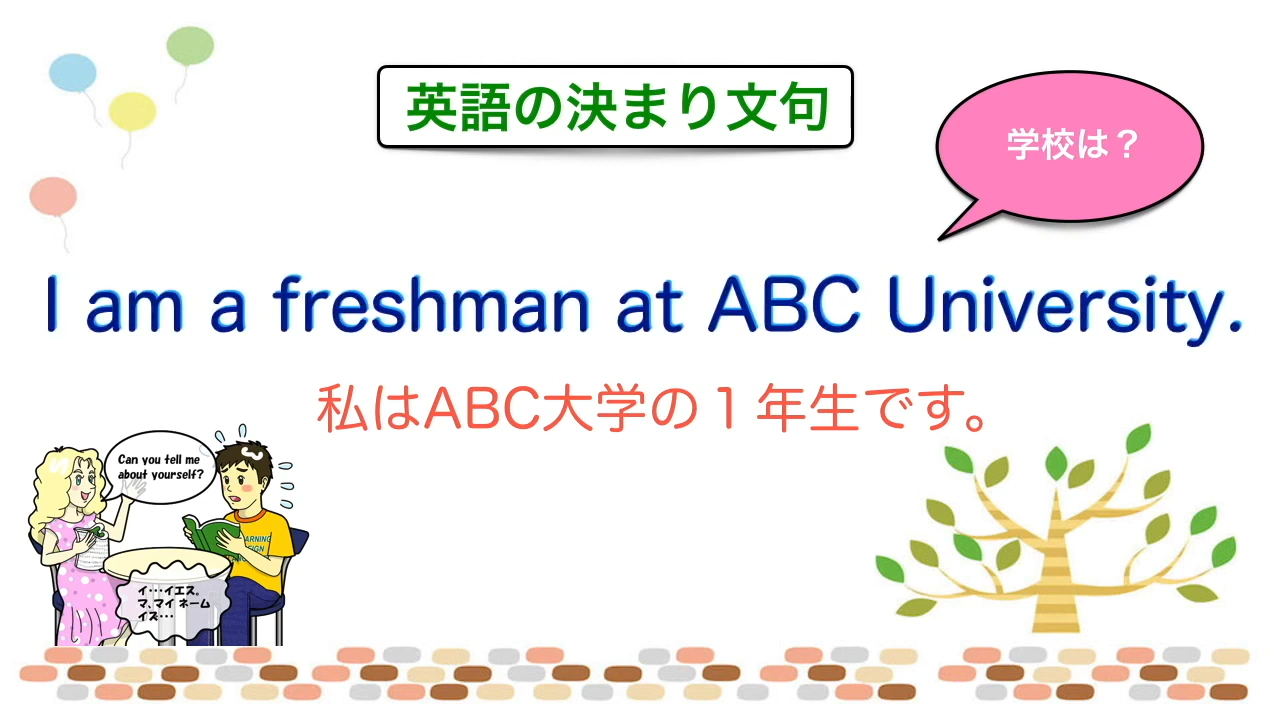 英語の決まり文句
学校は？
I am a freshman at ABC University.
私はABC大学の１年生です。
Can you tell me
about yourself?
イ･･･イエス。
マ、マイ ネーム
イズ･･･